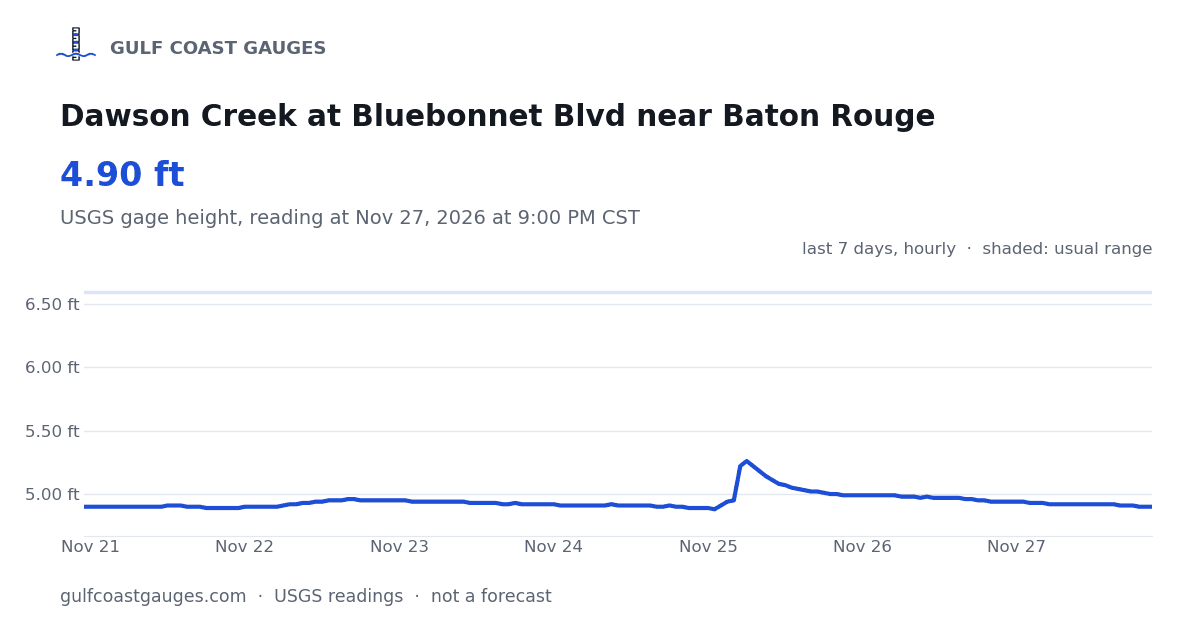 GULF COAST GAUGES
Dawson Creek at Bluebonnet Blvd near Baton Rouge
4.90 ft
USGS gage height, reading at Nov 27, 2026 at 9:00 PM CST
last 7 days, hourly · shaded: usual range
6.50 ft
6.00 ft
5.50 ft
5.00 ft
Nov 21 Nov 22 Nov 23 Nov 24 Nov 25 Nov 26 Nov 27
gulfcoastgauges.com · USGS readings · not a forecast